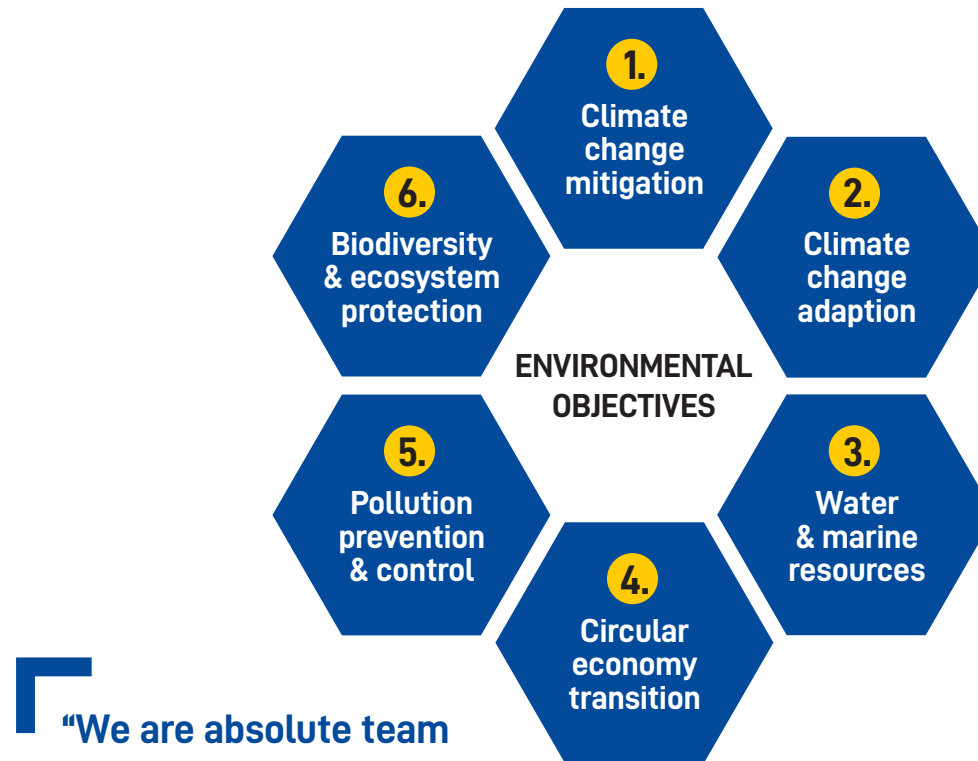 1.
Climate
change
mitigation
2.
Climate
change
adaption
3.
Water
& marine
resources
4.
Circular
economy
transition
5.
Pollution
prevention
& control
6.
Biodiversity
& ecosystem
protection
ENVIRONMENTAL
OBJECTIVES
“We are absolute team